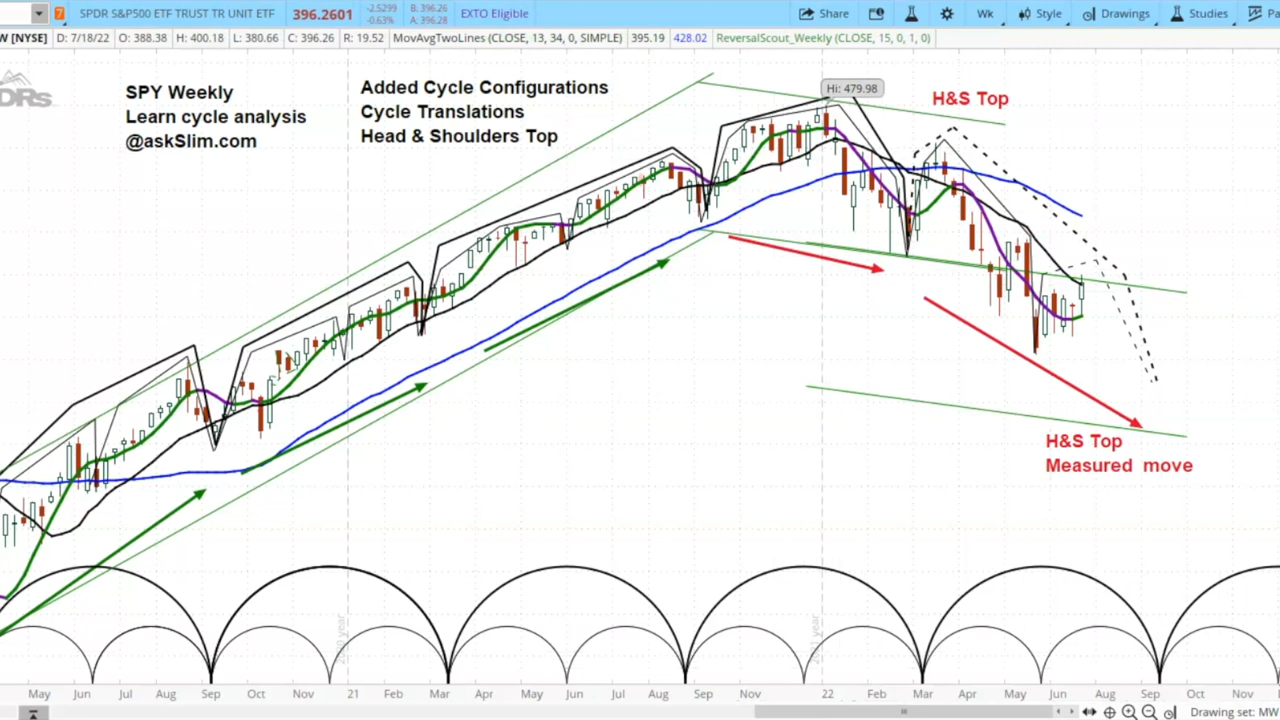 7 SPDR S&P500 ETF TRUST TR UNIT ETF 396.2601 -2.5299 -0.63% B: 396.26 A: 396.28 EXTO Eligible Share Wk Style Drawings Studies Pa
W [NYSE] D: 7/18/22 O: 388.38 H: 400.18 L: 380.66 C: 396.26 R: 19.52 MovAvgTwoLines (CLOSE, 13, 34, 0, SIMPLE) 395.19 428.02 ReversalScout_Weekly (CLOSE, 15, 0, 1, 0)
DRs
SPY Weekly
Learn cycle analysis
@askSlim.com
Added Cycle Configurations
Cycle Translations
Head & Shoulders Top
Hi: 479.98
H&S Top
H&S Top
Measured move
May Jun Jul Aug Sep Oct Nov 21 Feb Mar Apr May Jun Jul Aug Sep Nov 22 Feb Mar Apr May Jun Aug Sep Oct Nov
Drawing set: MW